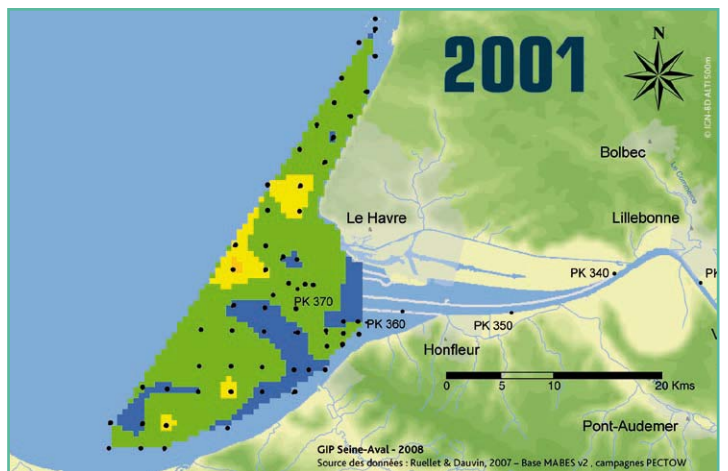 2001
N
© IGN-BD ALTI 500m
Bolbec
Le Commerce
Le Havre
Lillebonne
PK 340
PK 370
PK 360
PK 350
Honfleur
0 5 10 20 Kms
Pont-Audemer
GIP Seine-Aval - 2008
Source des données : Ruellet & Dauvin, 2007 – Base MABES v2 , campagnes PECTOW